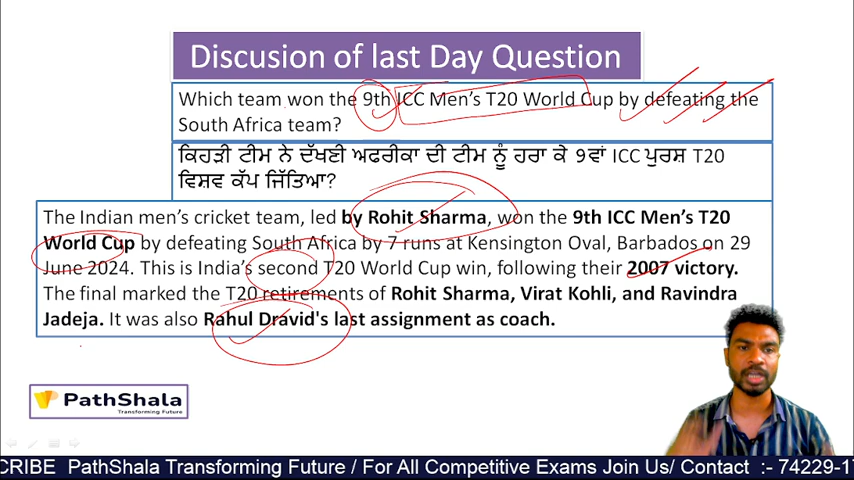 Discusion of last Day Question
Which team won the 9th ICC Men's T20 World Cup by defeating the
South Africa team?
ਕਿਹੜੀ ਟੀਮ ਨੇ ਦੱਖਣੀ ਅਫਰੀਕਾ ਦੀ ਟੀਮ ਨੂੰ ਹਰਾ ਕੇ 9ਵਾਂ ICC ਪੁਰਸ਼ T20
ਵਿਸ਼ਵ ਕੱਪ ਜਿੱਤਿਆ?
The Indian men's cricket team, led by Rohit Sharma, won the 9th ICC Men's T20
World Cup by defeating South Africa by 7 runs at Kensington Oval, Barbados on 29
June 2024. This is India's second T20 World Cup win, following their 2007 victory.
The final marked the T20 retirements of Rohit Sharma, Virat Kohli, and Ravindra
Jadeja. It was also Rahul Dravid's last assignment as coach.
PathShala
Transforming Future
CRIBE PathShala Transforming Future / For All Competitive Exams Join Us/ Contact :- 74229-17